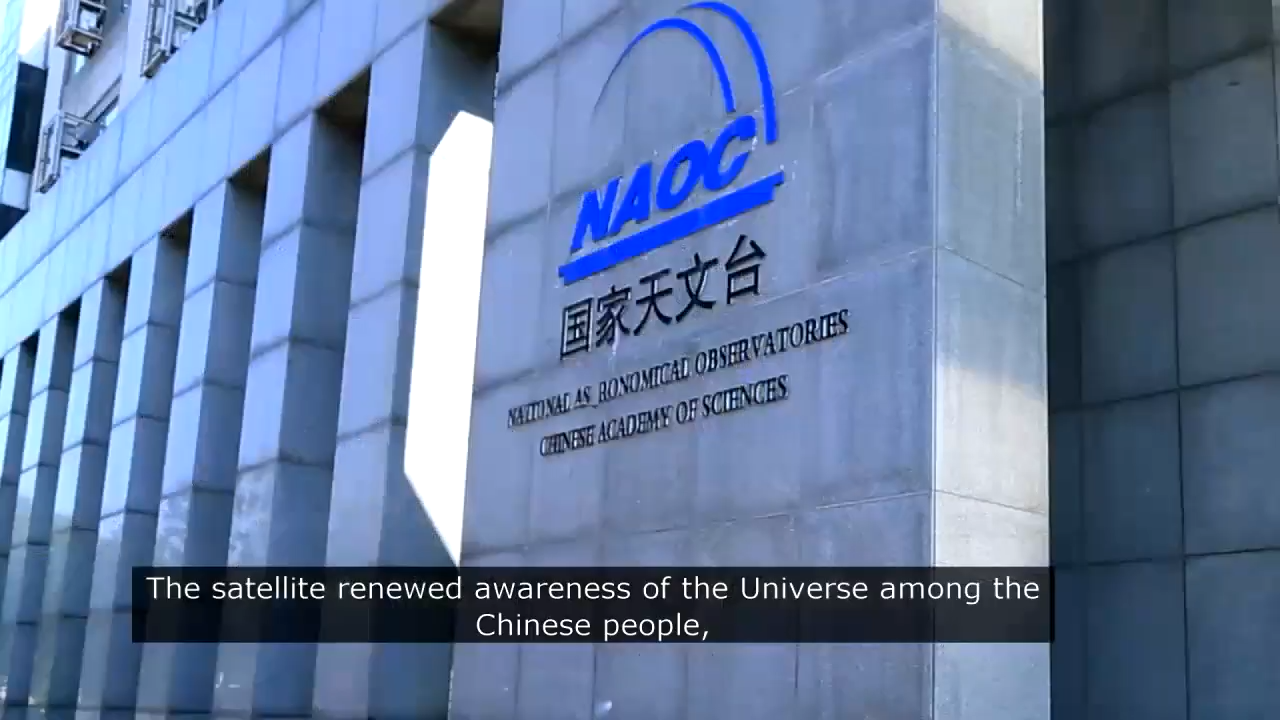 NAOC
国家天文台
NATIONAL AS RONOMICAL OBSERVATORIES
CHINESE ACADEMY OF SCIENCES
The satellite renewed awareness of the Universe among the
Chinese people,